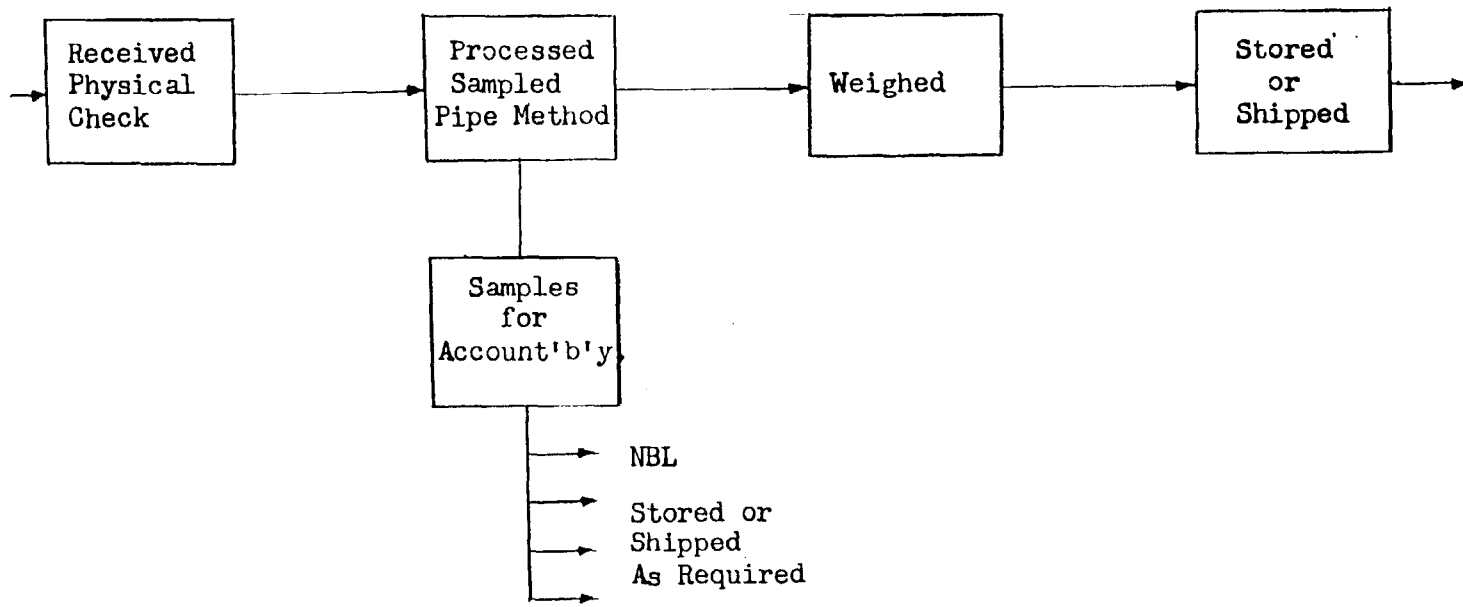 Received
Physical
Check
Processed
Sampled
Pipe Method
Weighed
Stored
or
Shipped
Samples
for
Account'b'y.
NBL
Stored or
Shipped
As Required